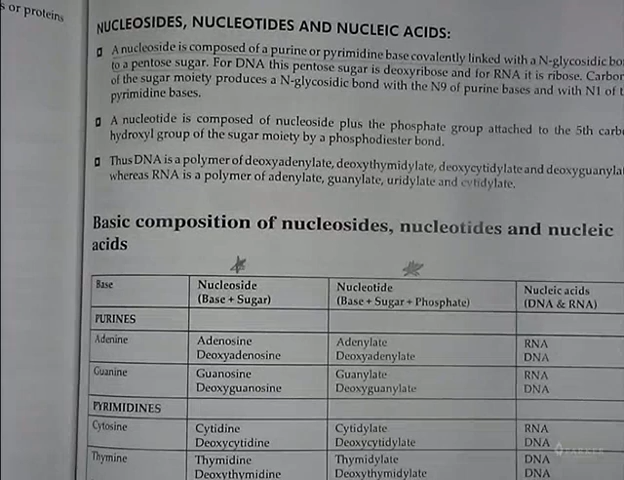 s or proteins
NUCLEOSIDES, NUCLEOTIDES AND NUCLEIC ACIDS:
A nucleoside is composed of a purine or pyrimidine base covalently linked with a N-glycosidic bo
to a pentose sugar. For DNA this pentose sugar is deoxyribose and for RNA it is ribose. Carbon
of the sugar moiety produces a N-glycosidic bond with the N9 of purine bases and with N1 of t
pyrimidine bases.
A nucleotide is composed of nucleoside plus the phosphate group attached to the 5th carb
hydroxyl group of the sugar moiety by a phosphodiester bond.
Thus DNA is a polymer of deoxyadenylate, deoxythymidylate, deoxycytidylate and deoxyguanyla
whereas RNA is a polymer of adenylate, guanylate, uridylate and cytidylate.
Basic composition of nucleosides, nucleotides and nucleic
acids
Base Nucleoside Nucleotide Nucleic acids
(Base + Sugar) (Base + Sugar + Phosphate) (DNA & RNA)
PURINES
Adenine Adenosine Adenylate RNA
Deoxyadenosine Deoxyadenylate DNA
Guanine Guanosine Guanylate RNA
Deoxyguanosine Deoxyguanylate DNA
PYRIMIDINES
Cytosine Cytidine Cytidylate RNA
Deoxycytidine Deoxycytidylate DNA
Thymine Thymidine Thymidylate DNA
Deoxythymidine Deoxythymidylate DNA